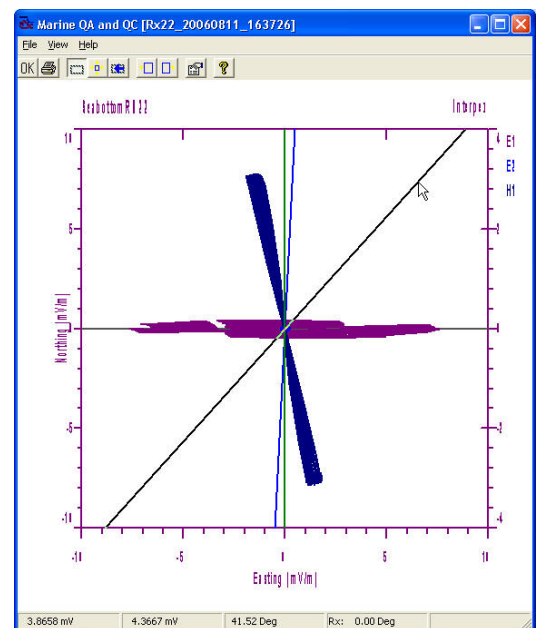 Marine QA and QC [Rx22_20060811_163726]
File View Help
OK
Seabottom RX22 Interpex
10 4 E1
E2
H1
5 2
Northing [mV/m]
0 0
-5 -2
-10 -4
-10 -5 0 5 10
Easting [mV/m]
3.8658 mV 4.3667 mV 41.52 Deg Rx: 0.00 Deg